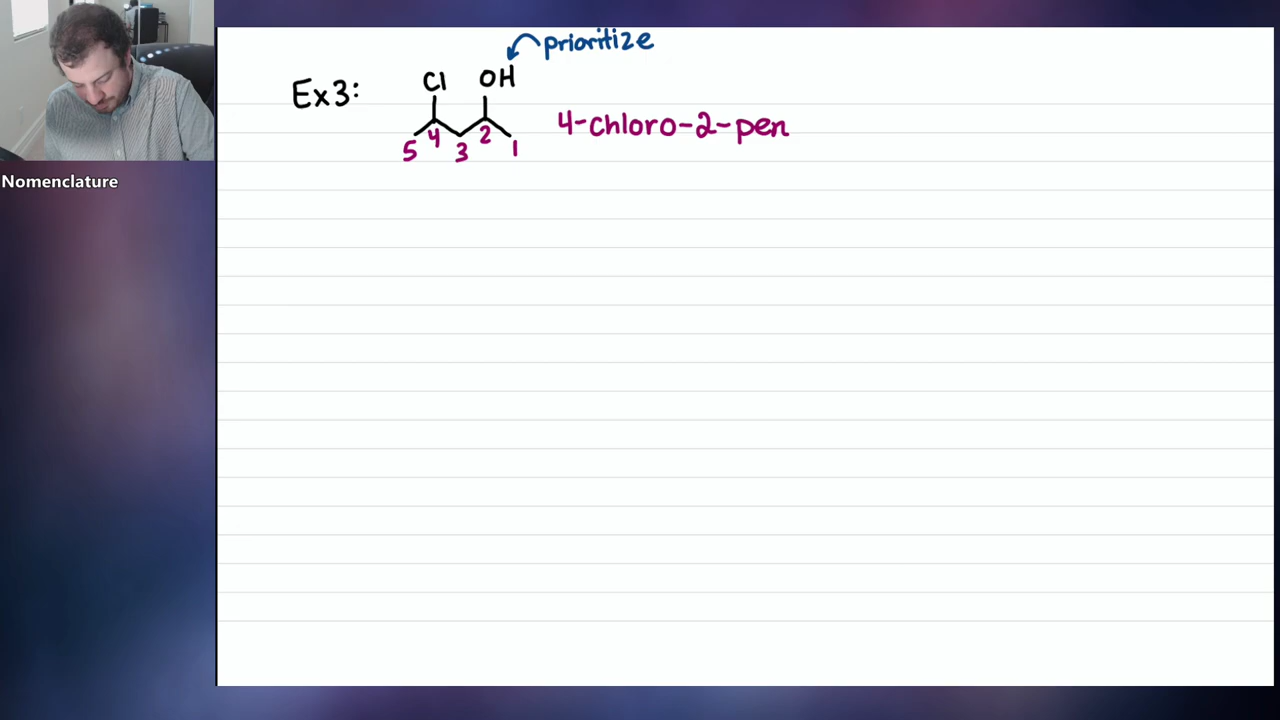 prioritize
Ex3: Cl OH
4-chloro-2-pen
5 4 3 2 1
Nomenclature